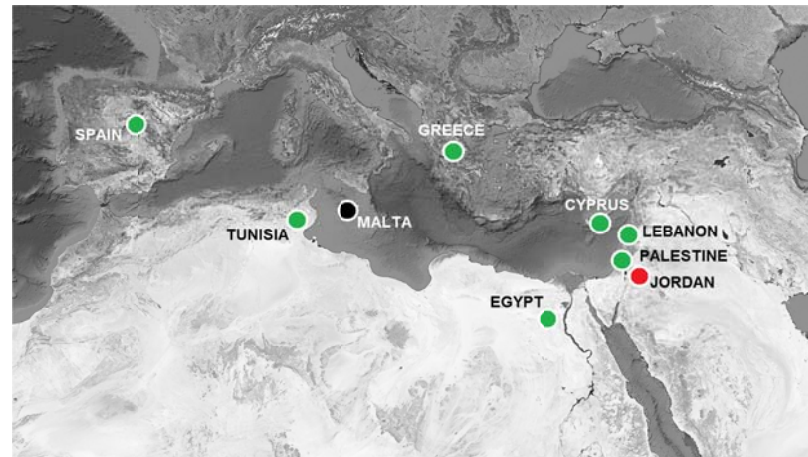 SPAIN
GREECE
CYPRUS
TUNISIA
MALTA
LEBANON
PALESTINE
JORDAN
EGYPT